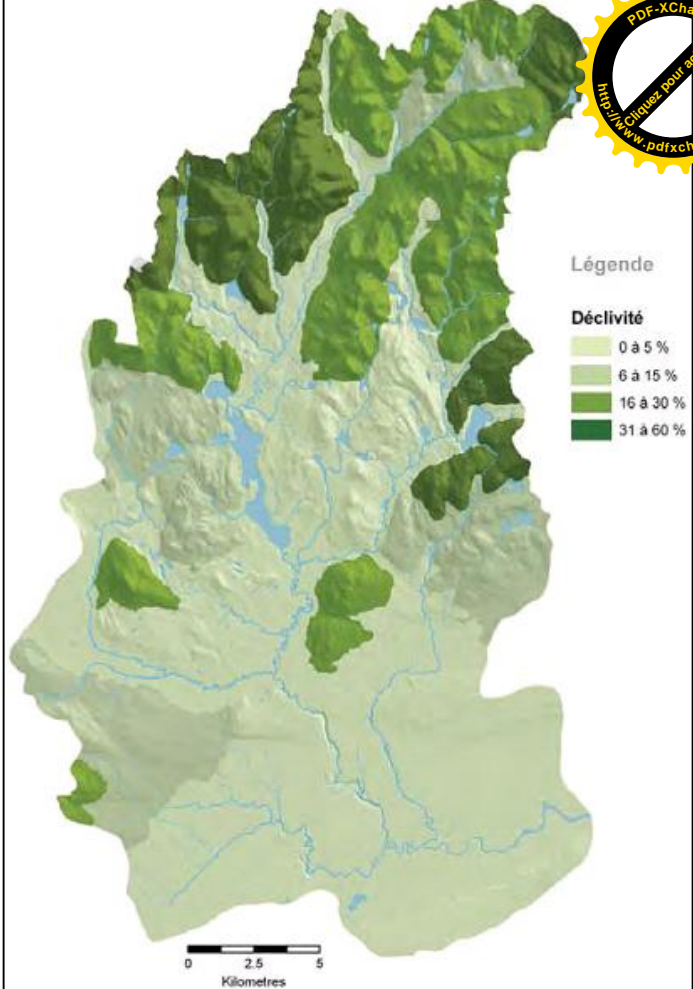 PDF-XCha
Cliquez pour ac
http://www.pdfxch
Légende
Déclivité
0 à 5 %
6 à 15 %
16 à 30 %
31 à 60 %
0 2.5 5
Kilometres